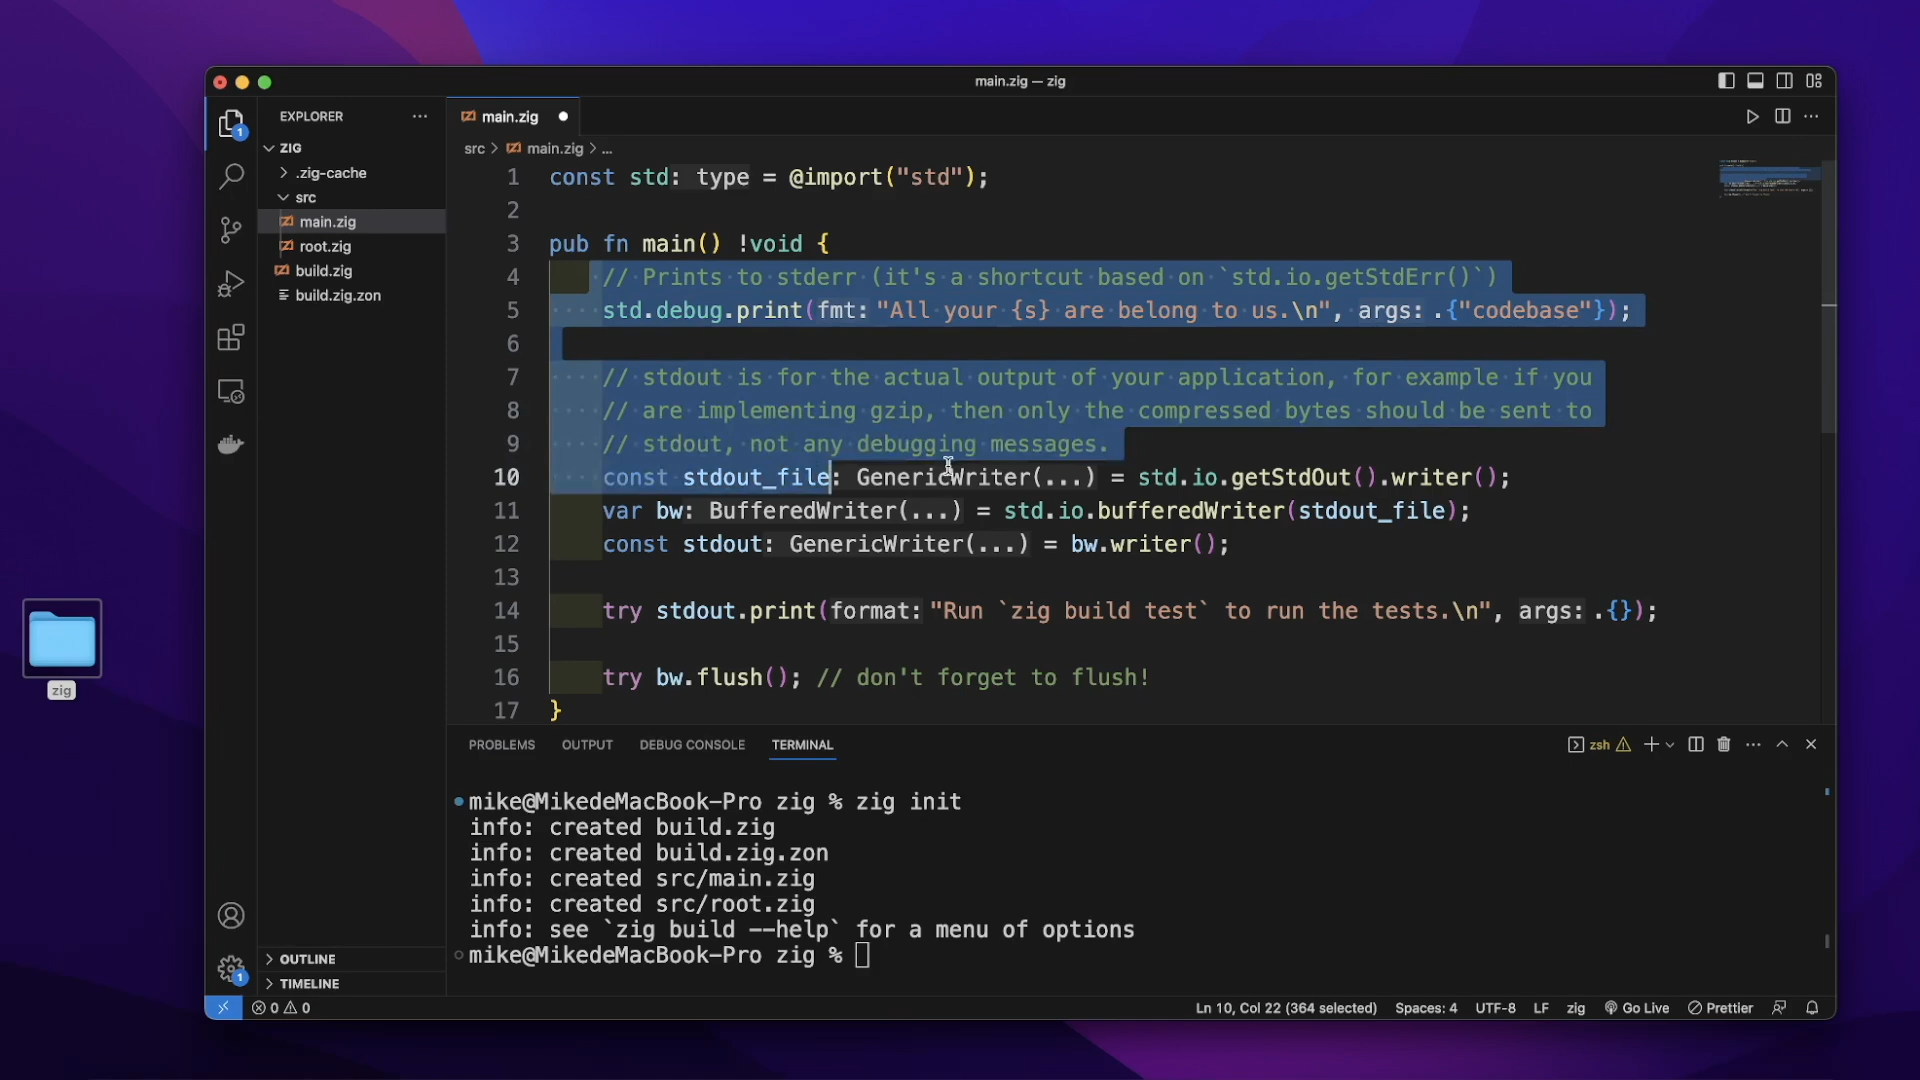 main.zig — zig
EXPLORER
ZIG
.zig-cache
src
main.zig
root.zig
build.zig
build.zig.zon
OUTLINE
TIMELINE
1
main.zig
src > main.zig > ...
1 const std: type = @import("std");
2
3 pub fn main() !void {
4 // Prints to stderr (it's a shortcut based on `std.io.getStdErr()`)
5 std.debug.print(fmt: "All your {s} are belong to us.\n", args: .{"codebase"});
6
7 // stdout is for the actual output of your application, for example if you
8 // are implementing gzip, then only the compressed bytes should be sent to
9 // stdout, not any debugging messages.
10 const stdout_file: GenericWriter(...) = std.io.getStdOut().writer();
11 var bw: BufferedWriter(...) = std.io.bufferedWriter(stdout_file);
12 const stdout: GenericWriter(...) = bw.writer();
13
14 try stdout.print(format: "Run `zig build test` to run the tests.\n", args: .{});
15
16 try bw.flush(); // don't forget to flush!
17 }
PROBLEMS OUTPUT DEBUG CONSOLE TERMINAL
zsh
mike@MikedeMacBook-Pro zig % zig init
info: created build.zig
info: created build.zig.zon
info: created src/main.zig
info: created src/root.zig
info: see `zig build --help` for a menu of options
mike@MikedeMacBook-Pro zig %
1
0 0
Ln 10, Col 22 (364 selected) Spaces: 4 UTF-8 LF zig Go Live Prettier
zig